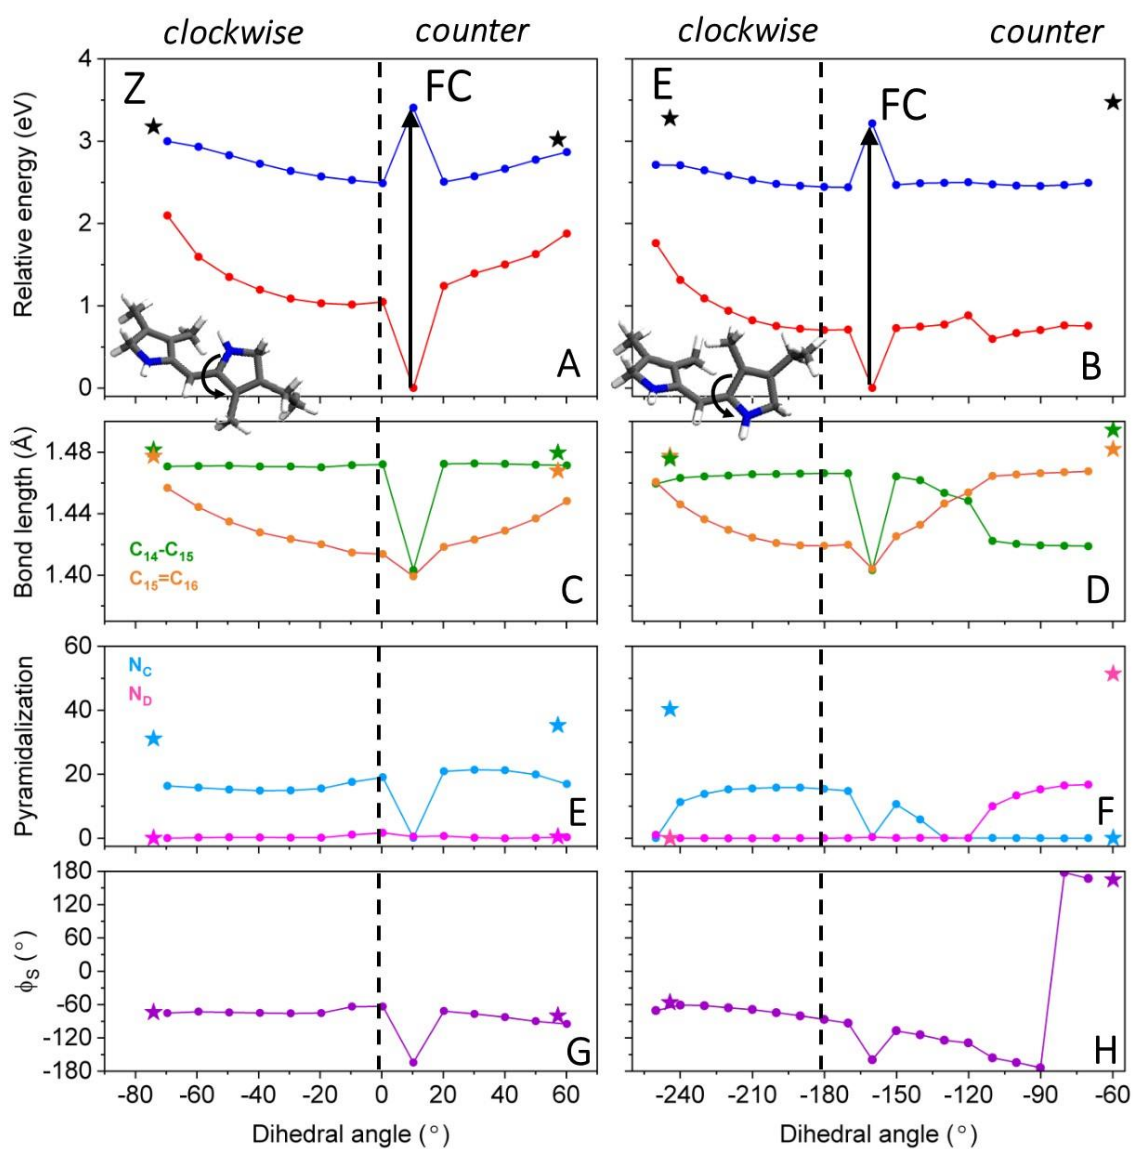 clockwise counter clockwise counter
Z FC E FC
Relative energy (eV)
4
3
2
1
0
A B
Bond length (Å)
1.48
1.44
1.40
C14-C15
C15=C16
C D
Pyramidalization
60
40
20
0
NC
ND
E F
ϕS (°)
180
120
60
0
-60
-120
-180
G H
-80 -60 -40 -20 0 20 40 60 -240 -210 -180 -150 -120 -90 -60
Dihedral angle (°) Dihedral angle (°)